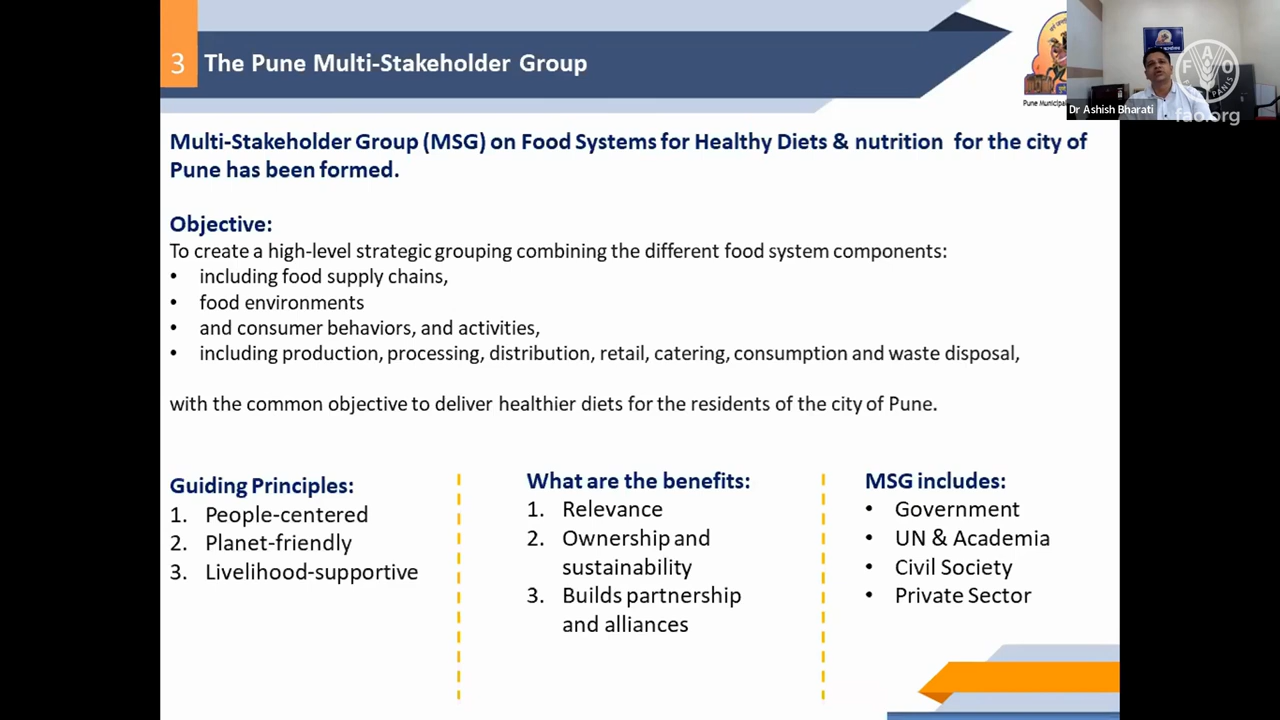 3 The Pune Multi-Stakeholder Group
Pune Municipa
Dr Ashish Bharati
FAO
PANIS
fao.org
Multi-Stakeholder Group (MSG) on Food Systems for Healthy Diets & nutrition for the city of
Pune has been formed.
Objective:
To create a high-level strategic grouping combining the different food system components:
• including food supply chains,
• food environments
• and consumer behaviors, and activities,
• including production, processing, distribution, retail, catering, consumption and waste disposal,
with the common objective to deliver healthier diets for the residents of the city of Pune.
Guiding Principles:
1. People-centered
2. Planet-friendly
3. Livelihood-supportive
What are the benefits:
1. Relevance
2. Ownership and
sustainability
3. Builds partnership
and alliances
MSG includes:
• Government
• UN & Academia
• Civil Society
• Private Sector